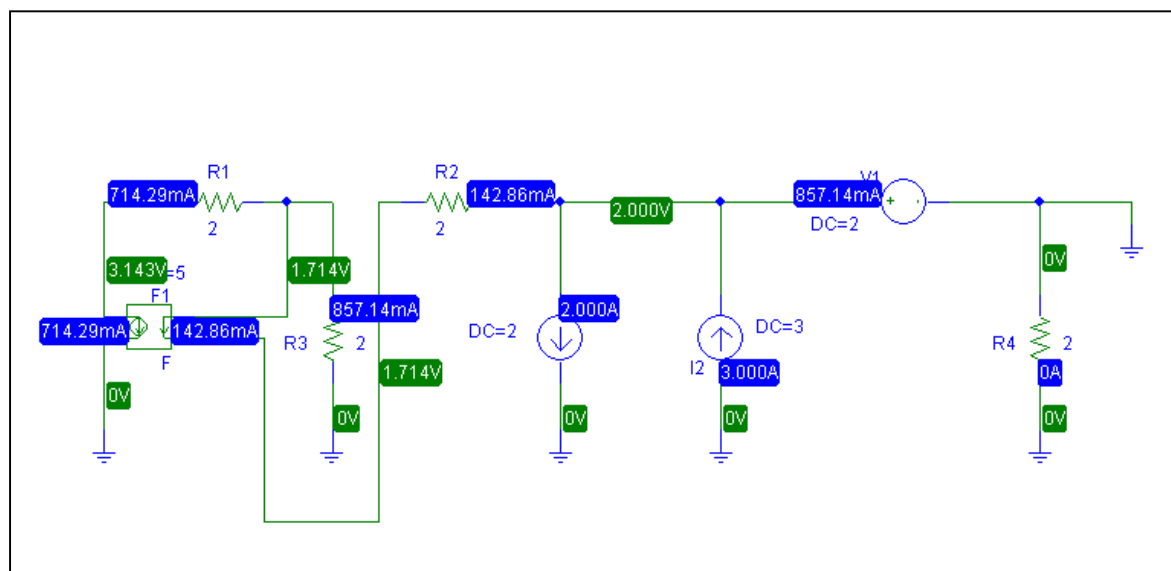 R1
R2
V1
714.29mA
142.86mA
857.14mA
2.000V
2
2
DC=2
3.143V
=5
1.714V
0V
F1
857.14mA
2.000A
714.29mA
142.86mA
DC=2
DC=3
R3
2
R4
2
F
1.714V
I2
3.000A
0A
0V
0V
0V
0V
0V